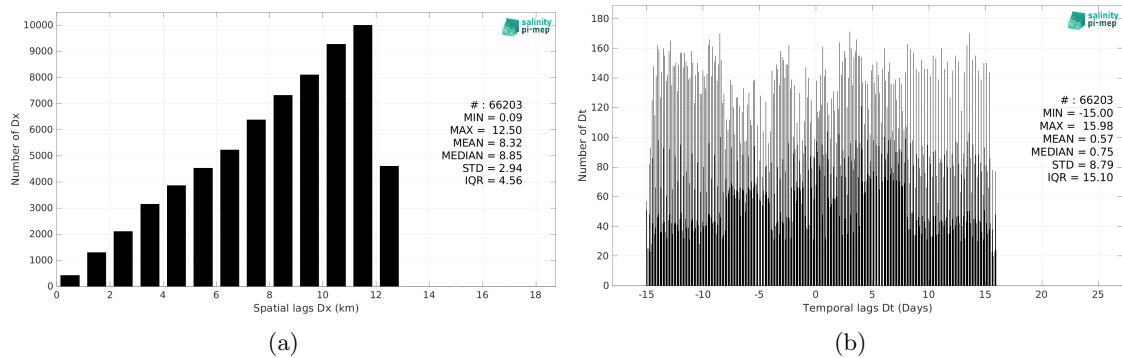 10000
9000
8000
7000
6000
5000
4000
3000
2000
1000
0
Number of Dx
0 2 4 6 8 10 12 14 16 18
Spatial lags Dx (km)
salinity
pi-mep
# : 66203
MIN = 0.09
MAX = 12.50
MEAN = 8.32
MEDIAN = 8.85
STD = 2.94
IQR = 4.56
(a)
180
160
140
120
100
80
60
40
20
0
Number of Dt
-15 -10 -5 0 5 10 15 20 25
Temporal lags Dt (Days)
salinity
pi-mep
# : 66203
MIN = -15.00
MAX = 15.98
MEAN = 0.57
MEDIAN = 0.75
STD = 8.79
IQR = 15.10
(b)